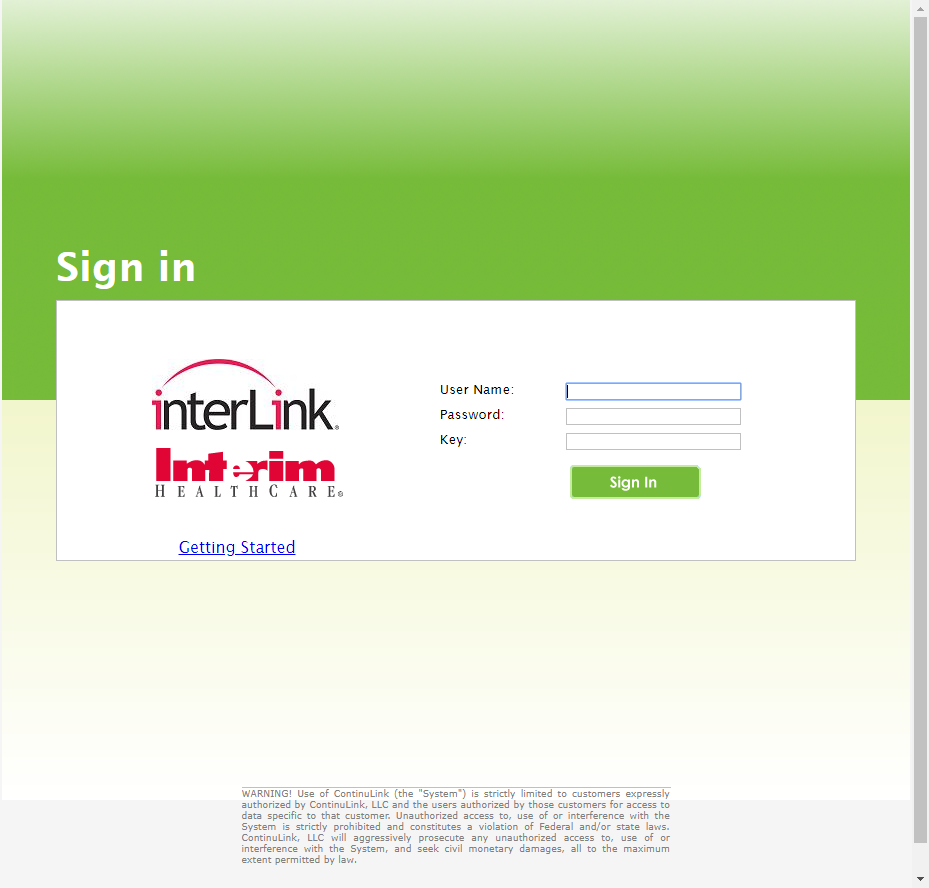 Sign in
interLink®
Interim
HEALTHCARE®
Getting Started
User Name:
Password:
Key:
Sign In
WARNING! Use of ContinuLink (the "System") is strictly limited to customers expressly
authorized by ContinuLink, LLC and the users authorized by those customers for access to
data specific to that customer. Unauthorized access to, use of or interference with the
System is strictly prohibited and constitutes a violation of Federal and/or state laws.
ContinuLink, LLC will aggressively prosecute any unauthorized access to, use of or
interference with the System, and seek civil monetary damages, all to the maximum
extent permitted by law.